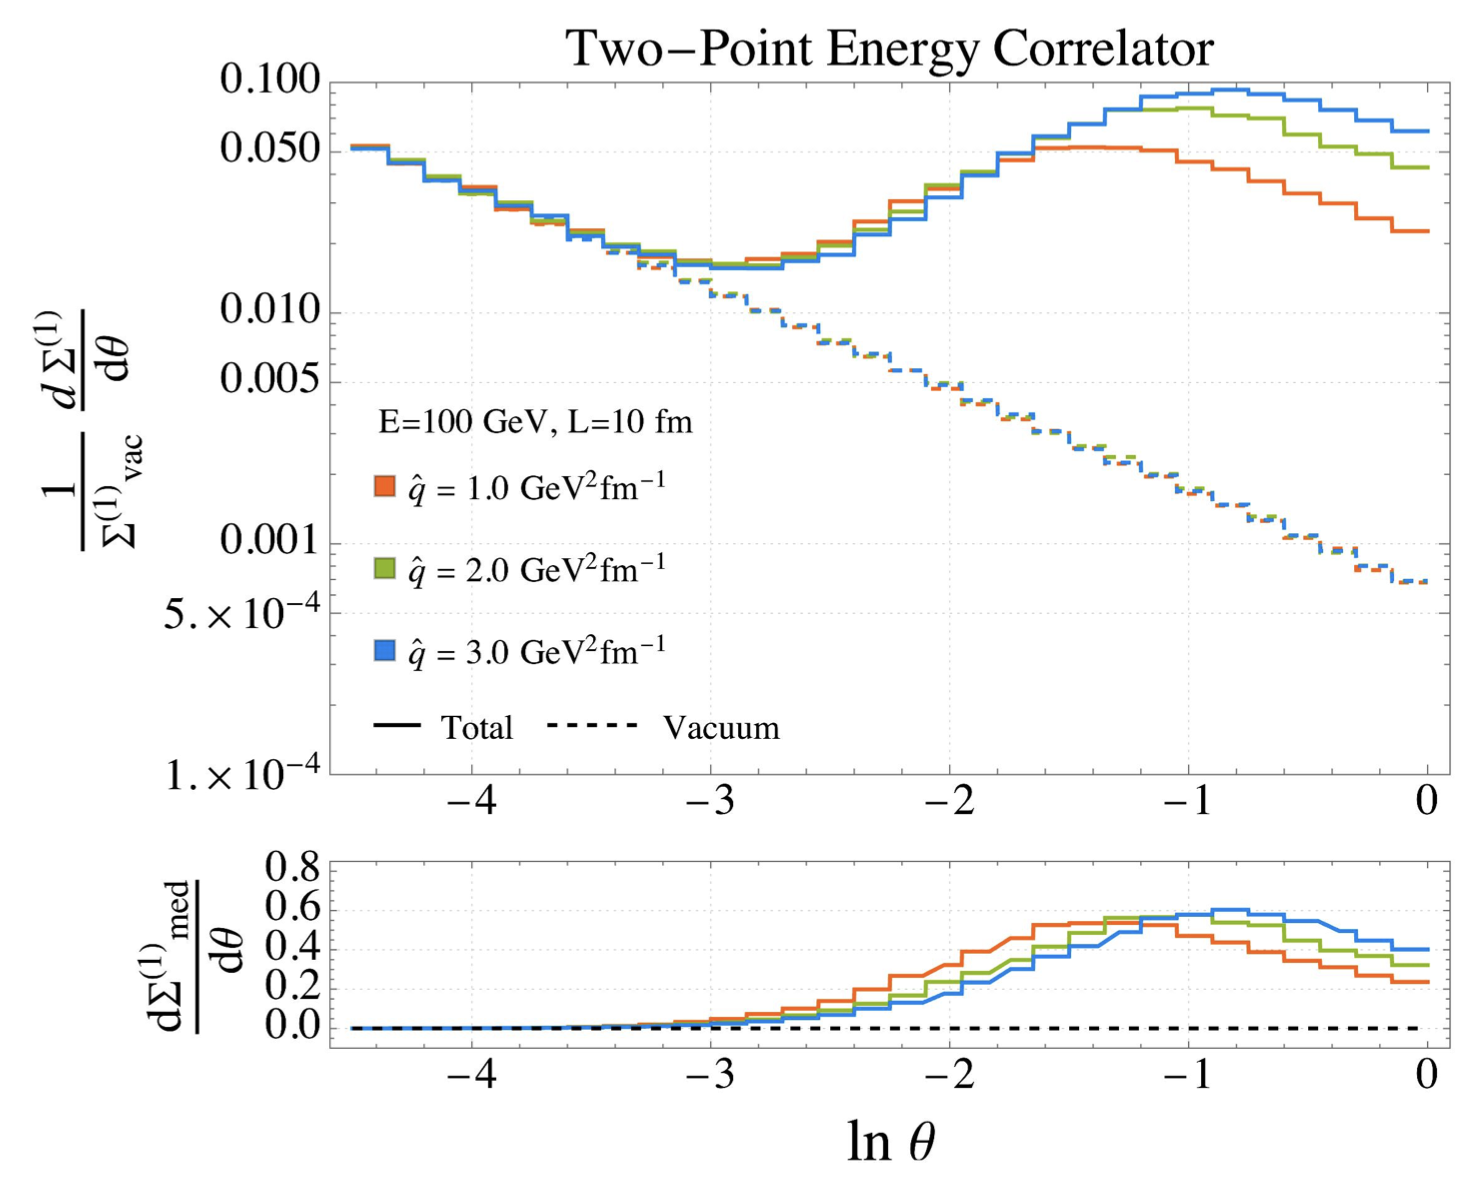 Two−Point Energy Correlator
0.100
0.050
0.010
0.005
0.001
5.×10⁻⁴
1.×10⁻⁴
1/Σ⁽¹⁾vac d Σ⁽¹⁾/dθ
E=100 GeV, L=10 fm
q̂ = 1.0 GeV²fm⁻¹
q̂ = 2.0 GeV²fm⁻¹
q̂ = 3.0 GeV²fm⁻¹
Total Vacuum
−4 −3 −2 −1 0
0.8
0.6
0.4
0.2
0.0
dΣ⁽¹⁾med/dθ
−4 −3 −2 −1 0
ln θ